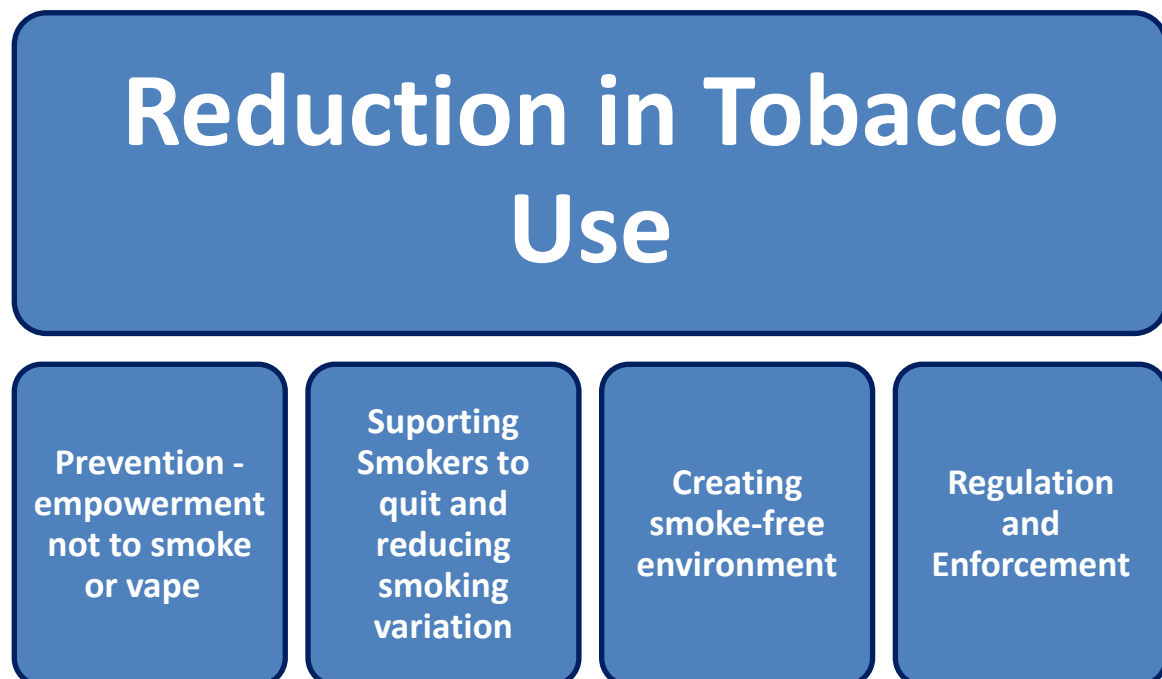 Reduction in Tobacco
Use
Prevention -
empowerment
not to smoke
or vape
Suporting
Smokers to
quit and
reducing
smoking
variation
Creating
smoke-free
environment
Regulation
and
Enforcement